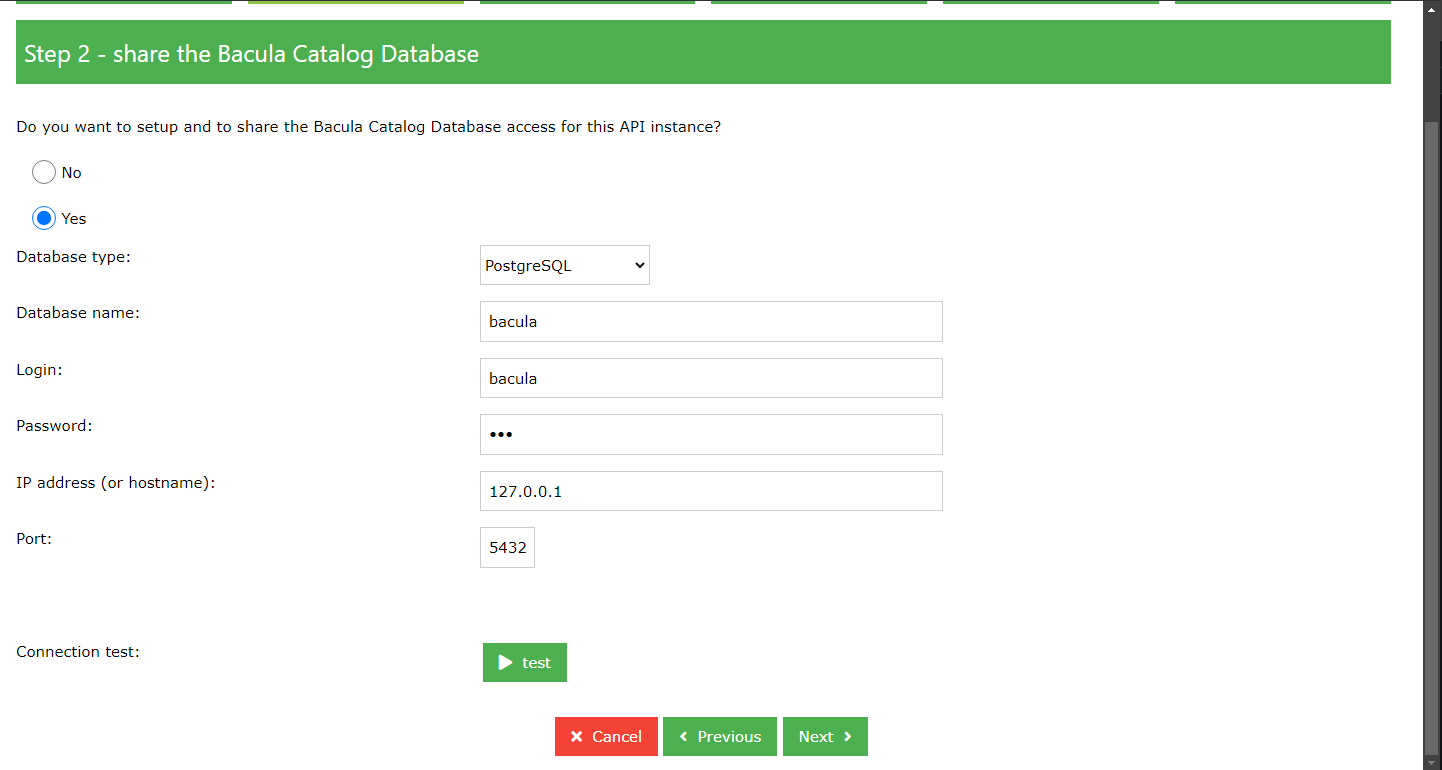 Step 2 - share the Bacula Catalog Database
Do you want to setup and to share the Bacula Catalog Database access for this API instance?
No
Yes
Database type:
PostgreSQL
Database name:
bacula
Login:
bacula
Password:
•••
IP address (or hostname):
127.0.0.1
Port:
5432
Connection test:
test
Cancel
Previous
Next